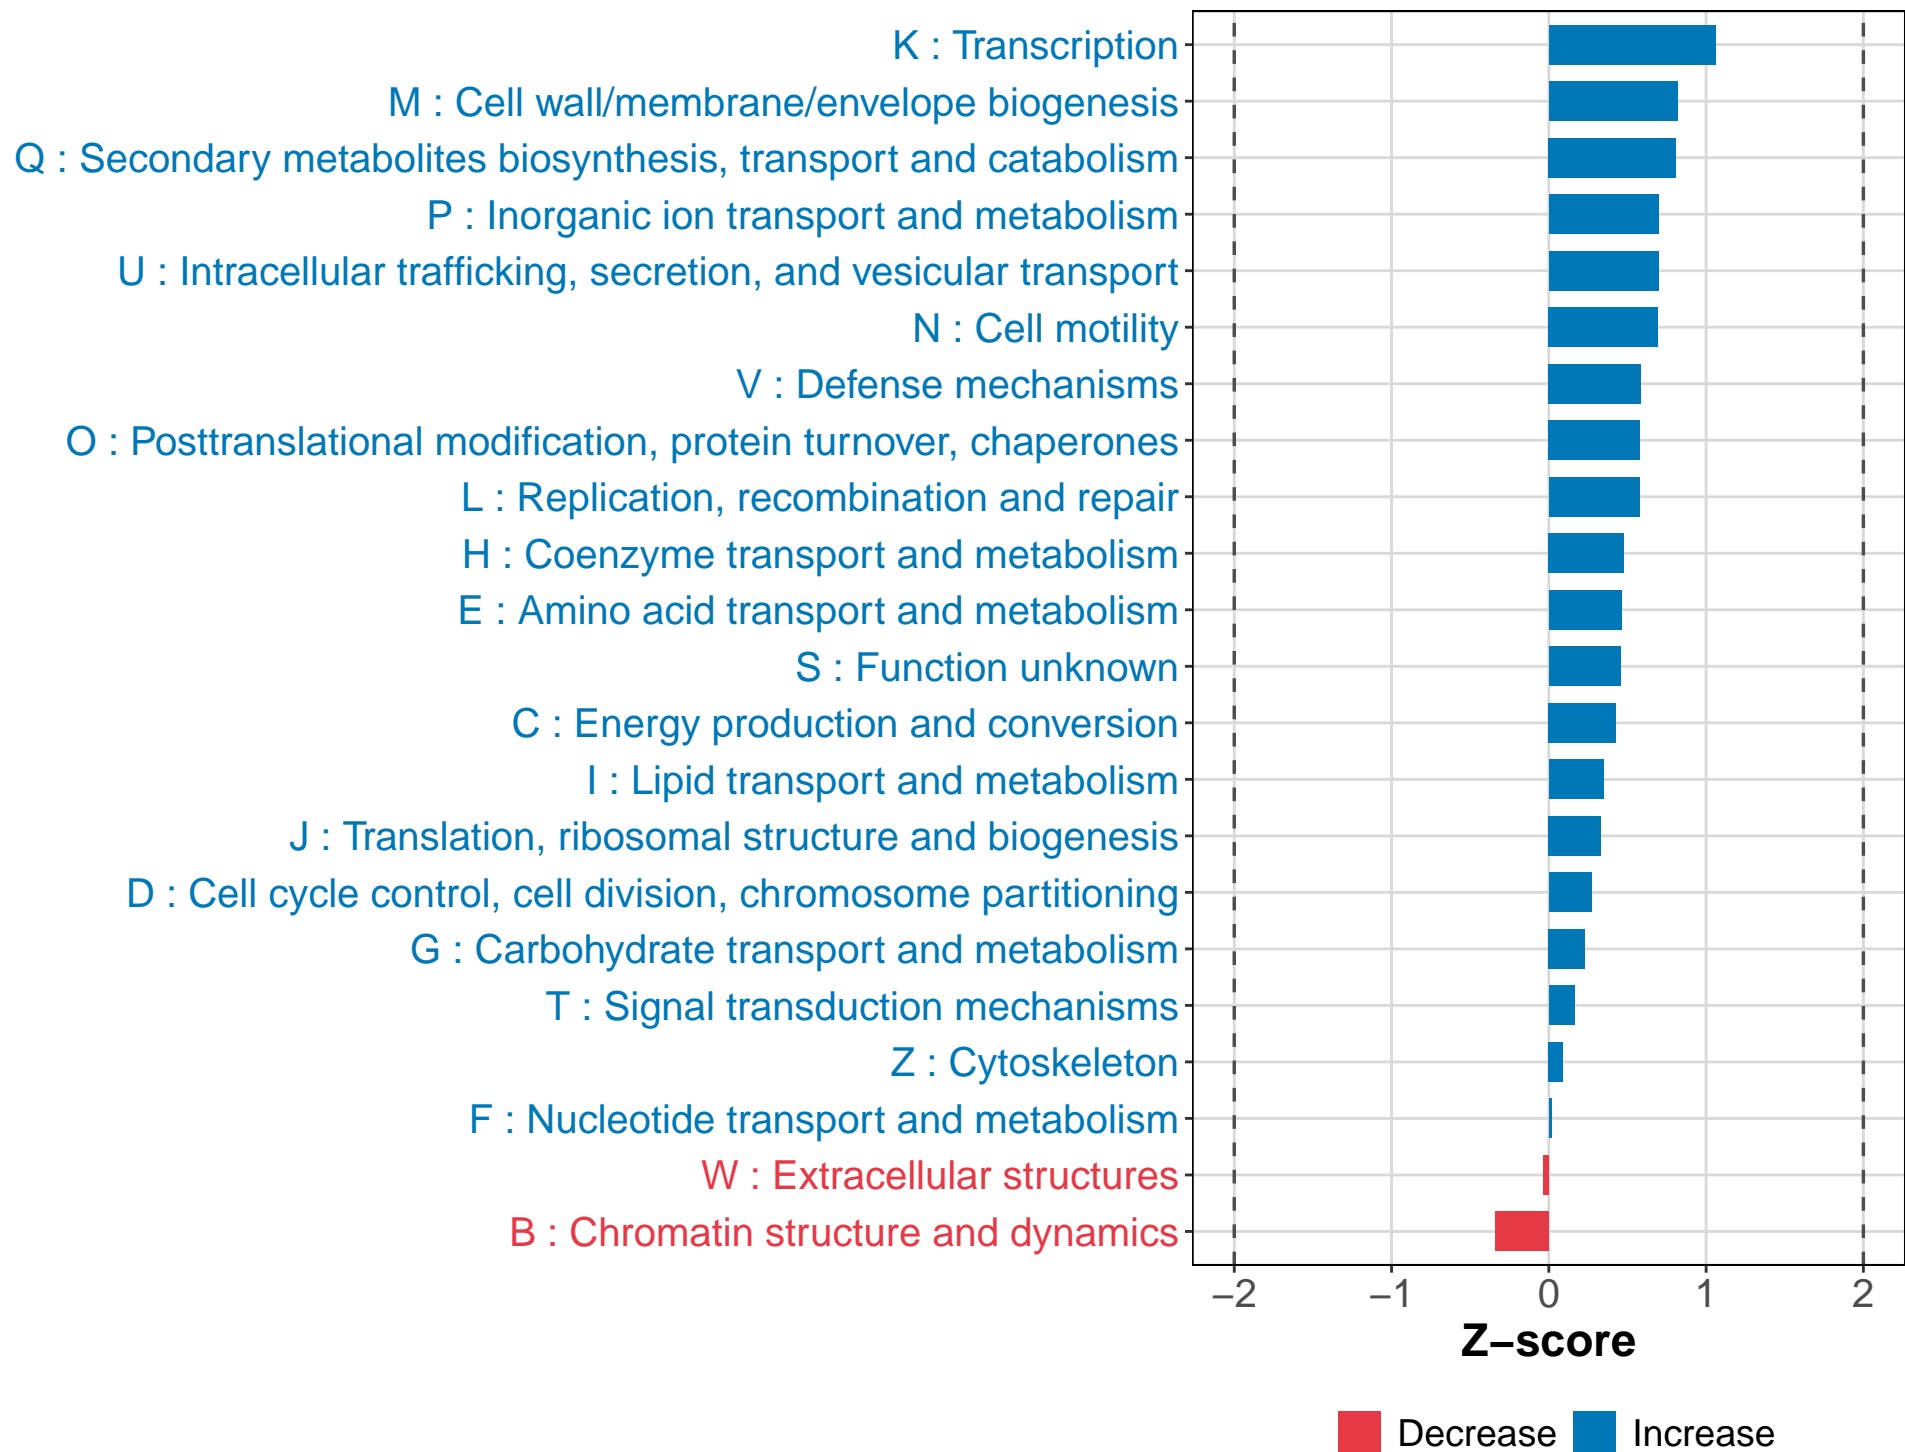 K : Transcription
M : Cell wall/membrane/envelope biogenesis
Q : Secondary metabolites biosynthesis, transport and catabolism
P : Inorganic ion transport and metabolism
U : Intracellular trafficking, secretion, and vesicular transport
N : Cell motility
V : Defense mechanisms
O : Posttranslational modification, protein turnover, chaperones
L : Replication, recombination and repair
H : Coenzyme transport and metabolism
E : Amino acid transport and metabolism
S : Function unknown
C : Energy production and conversion
I : Lipid transport and metabolism
J : Translation, ribosomal structure and biogenesis
D : Cell cycle control, cell division, chromosome partitioning
G : Carbohydrate transport and metabolism
T : Signal transduction mechanisms
Z : Cytoskeleton
F : Nucleotide transport and metabolism
W : Extracellular structures
B : Chromatin structure and dynamics
−2 −1 0 1 2
Z−score
Decrease Increase